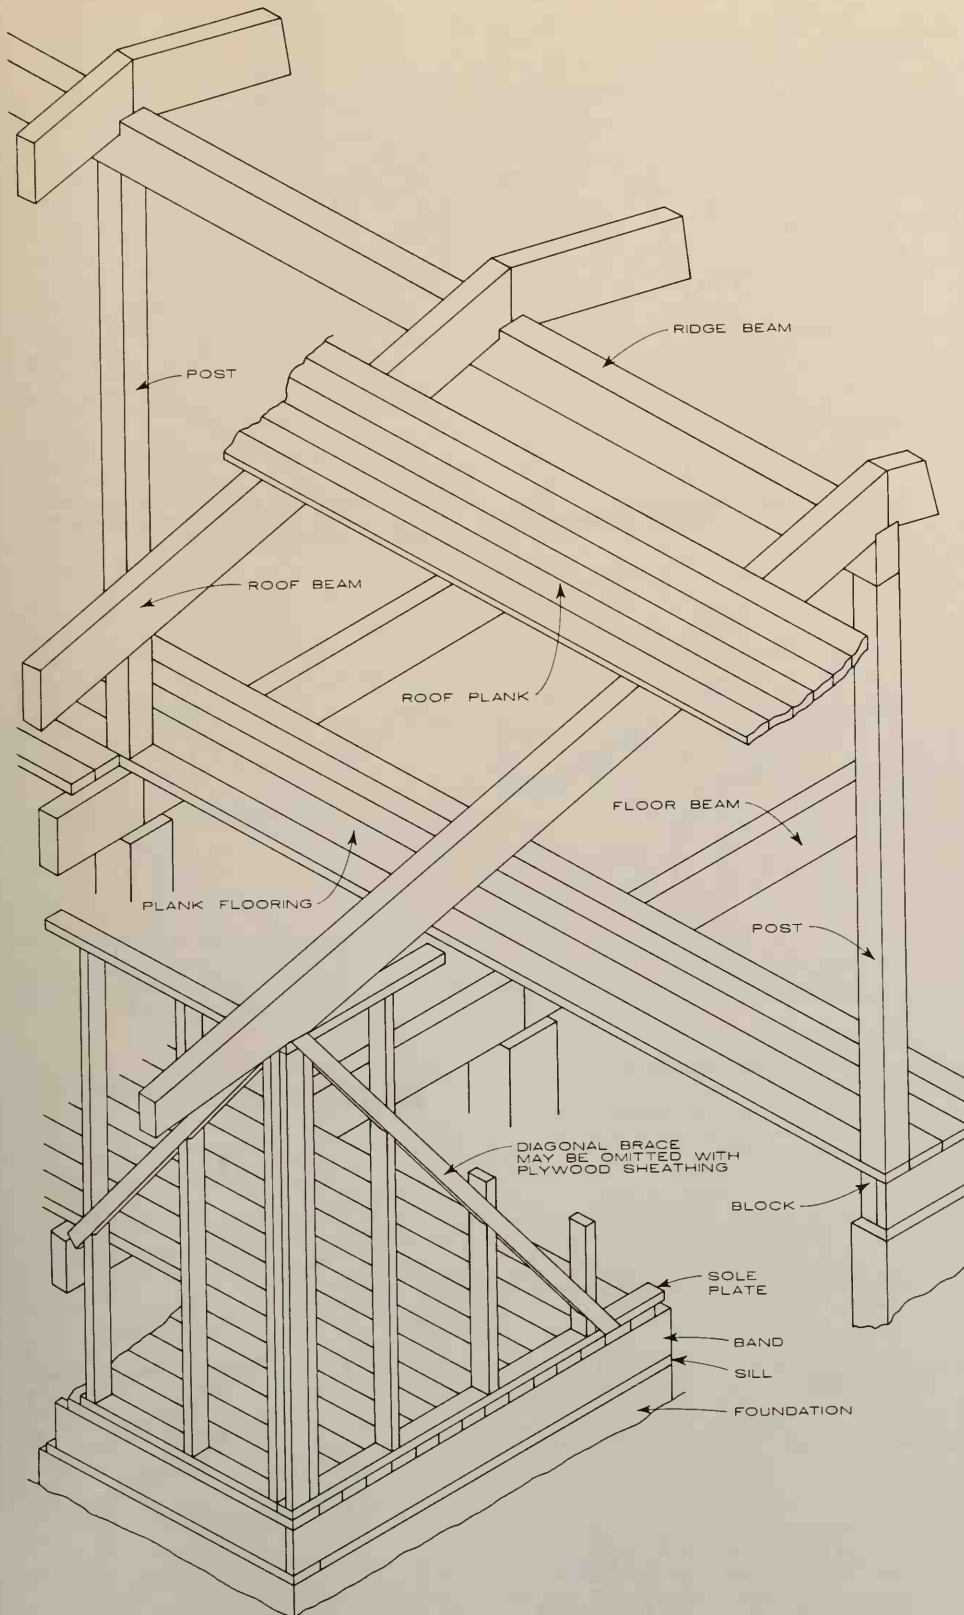 RIDGE BEAM
POST
ROOF BEAM
ROOF PLANK
FLOOR BEAM
PLANK FLOORING
POST
DIAGONAL BRACE
MAY BE OMITTED WITH
PLYWOOD SHEATHING
BLOCK
SOLE
PLATE
BAND
SILL
FOUNDATION